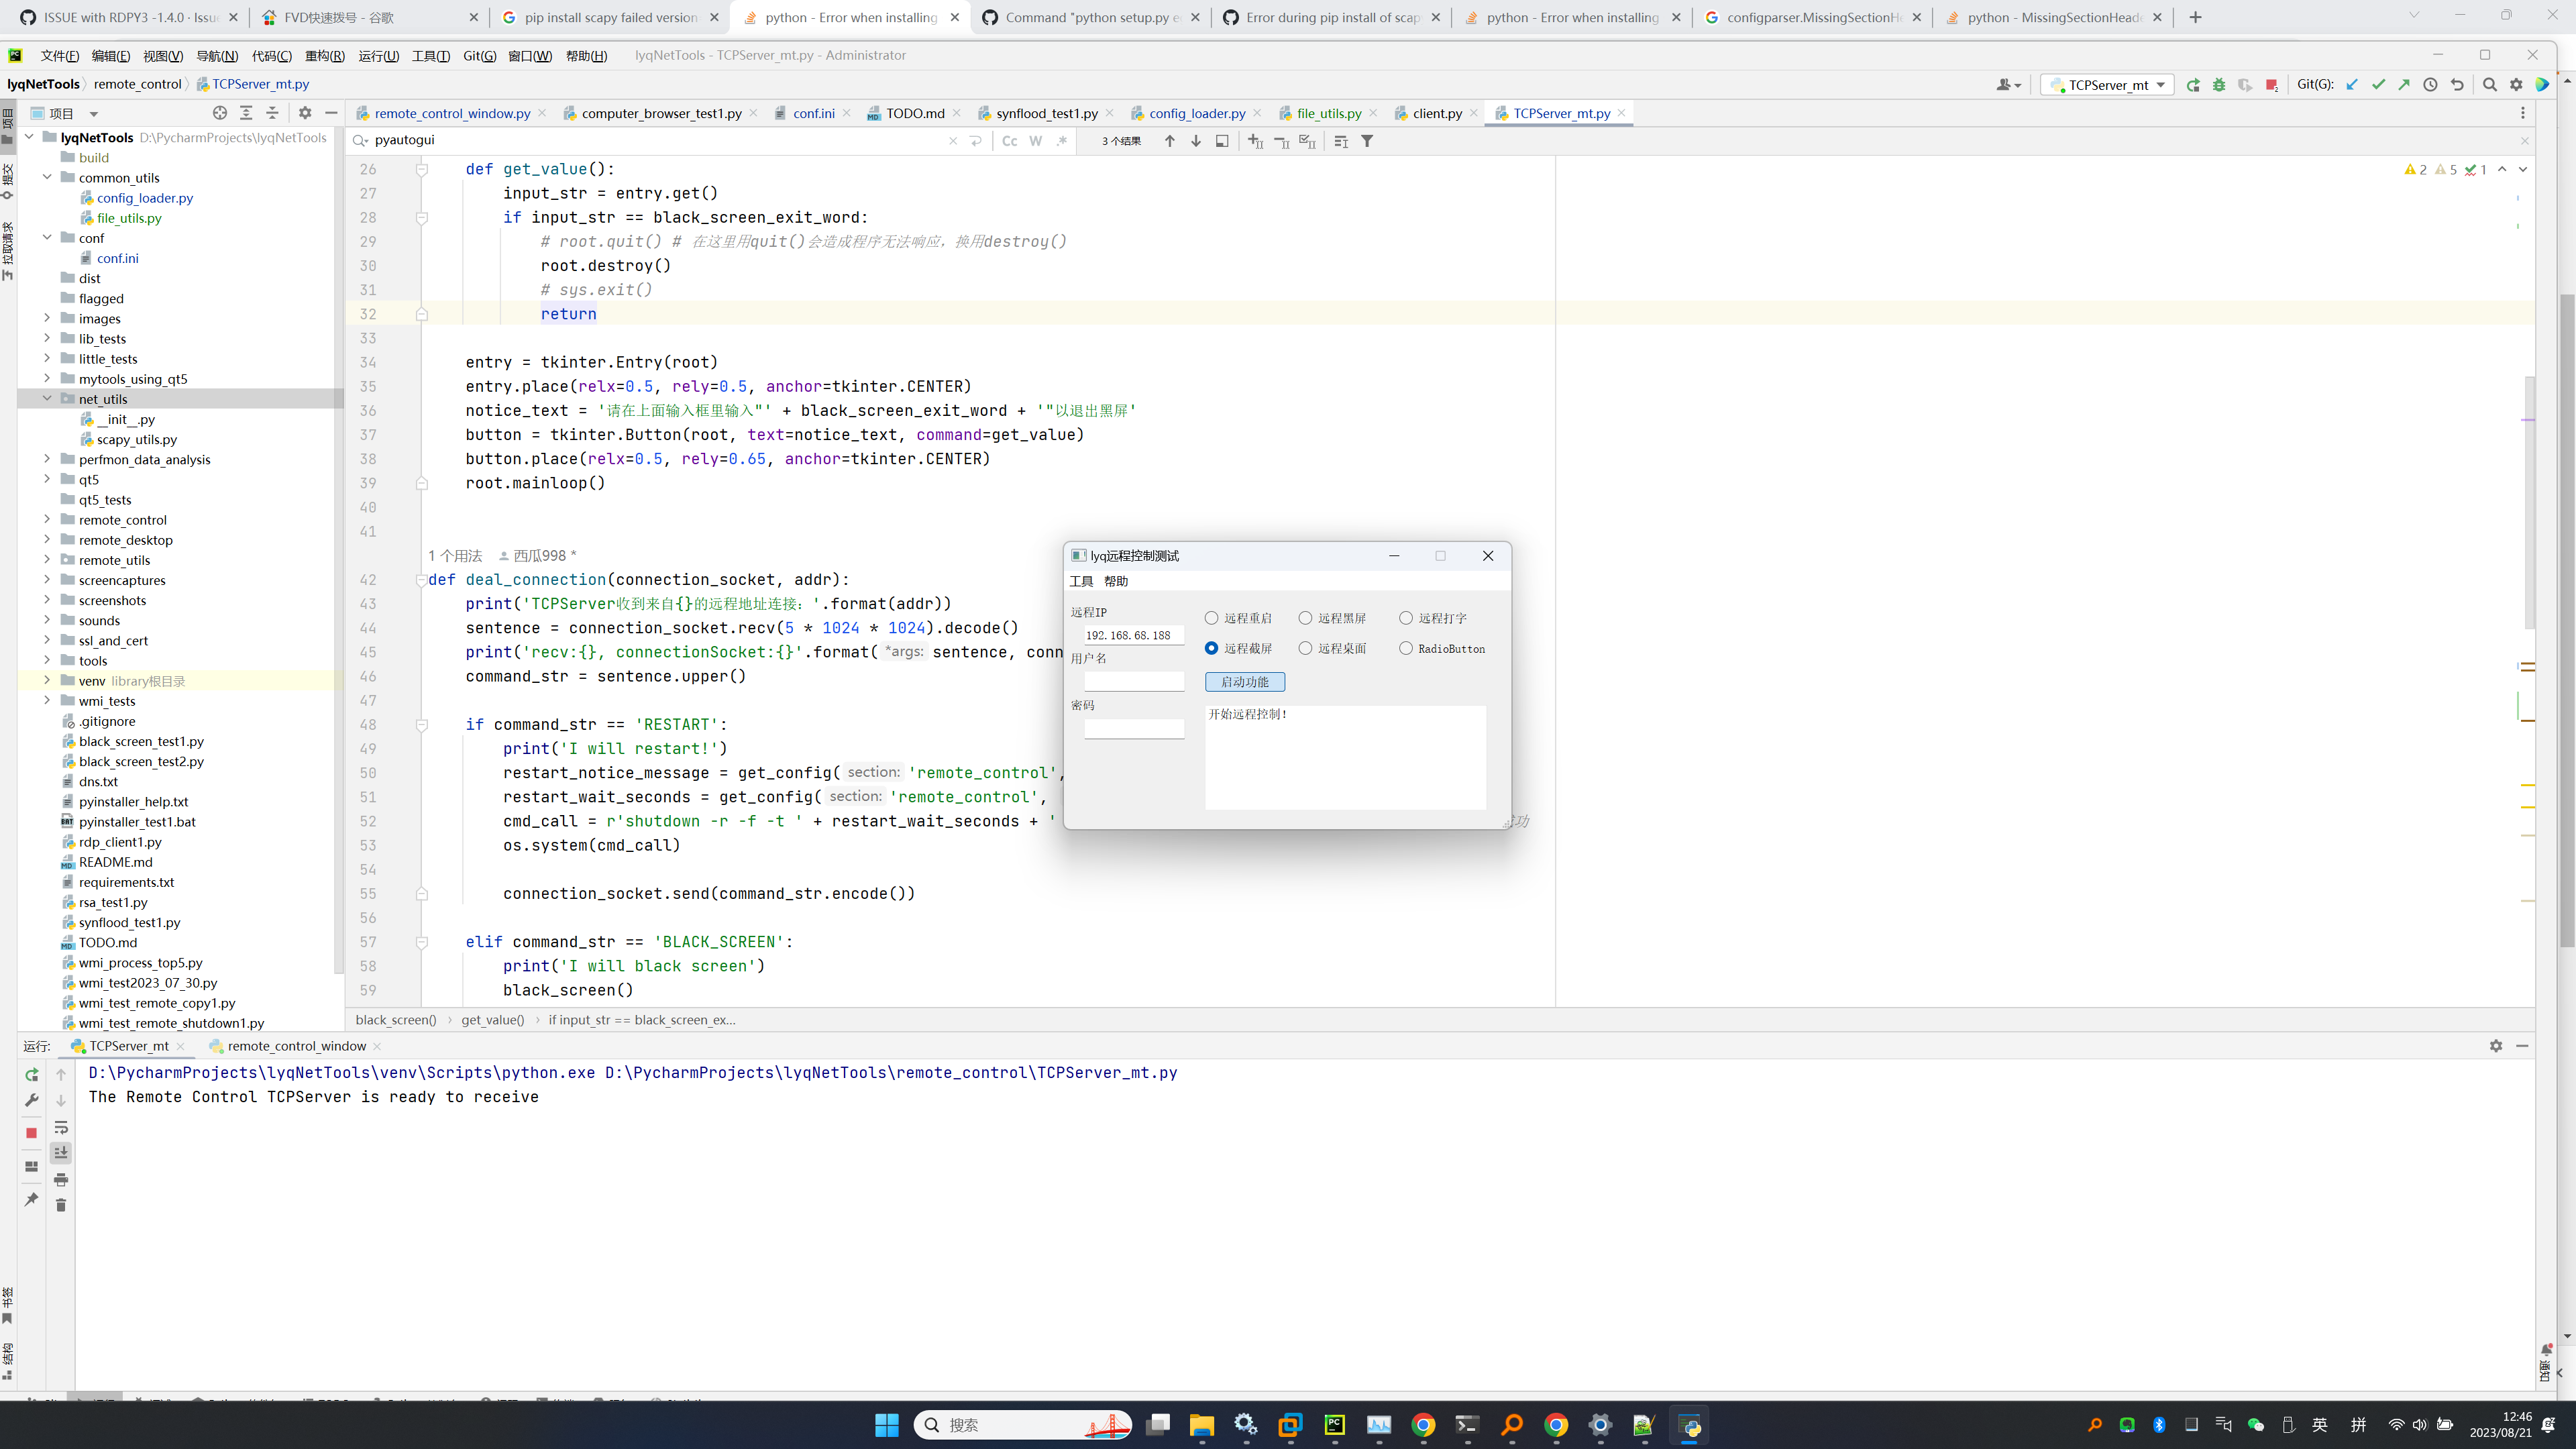 ISSUE with RDPY3 -1.4.0 · Issue
FVD快速拨号 - 谷歌
pip install scapy failed version
python - Error when installing
Command "python setup.py e
Error during pip install of scap
python - Error when installing
configparser.MissingSectionH
python - MissingSectionHeade
文件(F) 编辑(E) 视图(V) 导航(N) 代码(C) 重构(R) 运行(U) 工具(T) Git(G) 窗口(W) 帮助(H) lyqNetTools - TCPServer_mt.py - Administrator
lyqNetTools remote_control TCPServer_mt.py
TCPServer_mt Git(G):
项目
remote_control_window.py computer_browser_test1.py conf.ini TODO.md synflood_test1.py config_loader.py file_utils.py client.py TCPServer_mt.py
pyautogui Cc W .* 3 个结果
项目
提交
拉取请求
书签
结构
通知
lyqNetTools D:\PycharmProjects\lyqNetTools
build
common_utils
config_loader.py
file_utils.py
conf
conf.ini
dist
flagged
images
lib_tests
little_tests
mytools_using_qt5
net_utils
__init__.py
scapy_utils.py
perfmon_data_analysis
qt5
qt5_tests
remote_control
remote_desktop
remote_utils
screencaptures
screenshots
sounds
ssl_and_cert
tools
venv library根目录
wmi_tests
.gitignore
black_screen_test1.py
black_screen_test2.py
dns.txt
pyinstaller_help.txt
pyinstaller_test1.bat
rdp_client1.py
README.md
requirements.txt
rsa_test1.py
synflood_test1.py
TODO.md
wmi_process_top5.py
wmi_test2023_07_30.py
wmi_test_remote_copy1.py
wmi_test_remote_shutdown1.py
2 5 1
26 def get_value():
27 input_str = entry.get()
28 if input_str == black_screen_exit_word:
29 # root.quit() # 在这里用quit()会造成程序无法响应，换用destroy()
30 root.destroy()
31 # sys.exit()
32 return
33
34 entry = tkinter.Entry(root)
35 entry.place(relx=0.5, rely=0.5, anchor=tkinter.CENTER)
36 notice_text = '请在上面输入框里输入"' + black_screen_exit_word + '"以退出黑屏'
37 button = tkinter.Button(root, text=notice_text, command=get_value)
38 button.place(relx=0.5, rely=0.65, anchor=tkinter.CENTER)
39 root.mainloop()
40
41
1 个用法 西瓜998 *
42 def deal_connection(connection_socket, addr):
43 print('TCPServer收到来自{}的远程地址连接：'.format(addr))
44 sentence = connection_socket.recv(5 * 1024 * 1024).decode()
45 print('recv:{}, connectionSocket:{}'.format( *args: sentence, conn
46 command_str = sentence.upper()
47
48 if command_str == 'RESTART':
49 print('I will restart!')
50 restart_notice_message = get_config( section: 'remote_control',
51 restart_wait_seconds = get_config( section: 'remote_control',
52 cmd_call = r'shutdown -r -f -t ' + restart_wait_seconds + ' 功
53 os.system(cmd_call)
54
55 connection_socket.send(command_str.encode())
56
57 elif command_str == 'BLACK_SCREEN':
58 print('I will black screen')
59 black_screen()
lyq远程控制测试
工具 帮助
远程IP
192.168.68.188
用户名
密码
远程重启 远程黑屏 远程打字
远程截屏 远程桌面 RadioButton
启动功能
开始远程控制!
black_screen() get_value() if input_str == black_screen_ex...
运行: TCPServer_mt remote_control_window
D:\PycharmProjects\lyqNetTools\venv\Scripts\python.exe D:\PycharmProjects\lyqNetTools\remote_control\TCPServer_mt.py
The Remote Control TCPServer is ready to receive
搜索
英 拼
12:46
2023/08/21